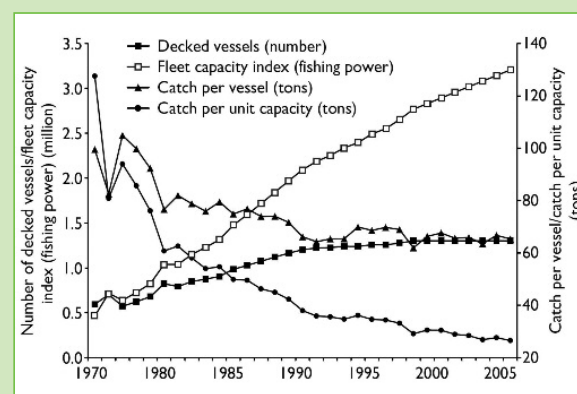 Decked vessels (number)
Fleet capacity index (fishing power)
Catch per vessel (tons)
Catch per unit capacity (tons)
Number of decked vessels/fleet capacity
index (fishing power) (million)
3.5
3.0
2.5
2.0
1.5
1.0
0.5
0.0
140
120
100
80
60
40
20
Catch per vessel/catch per unit capacity
(tons)
1970 1980 1985 1990 1995 2000 2005